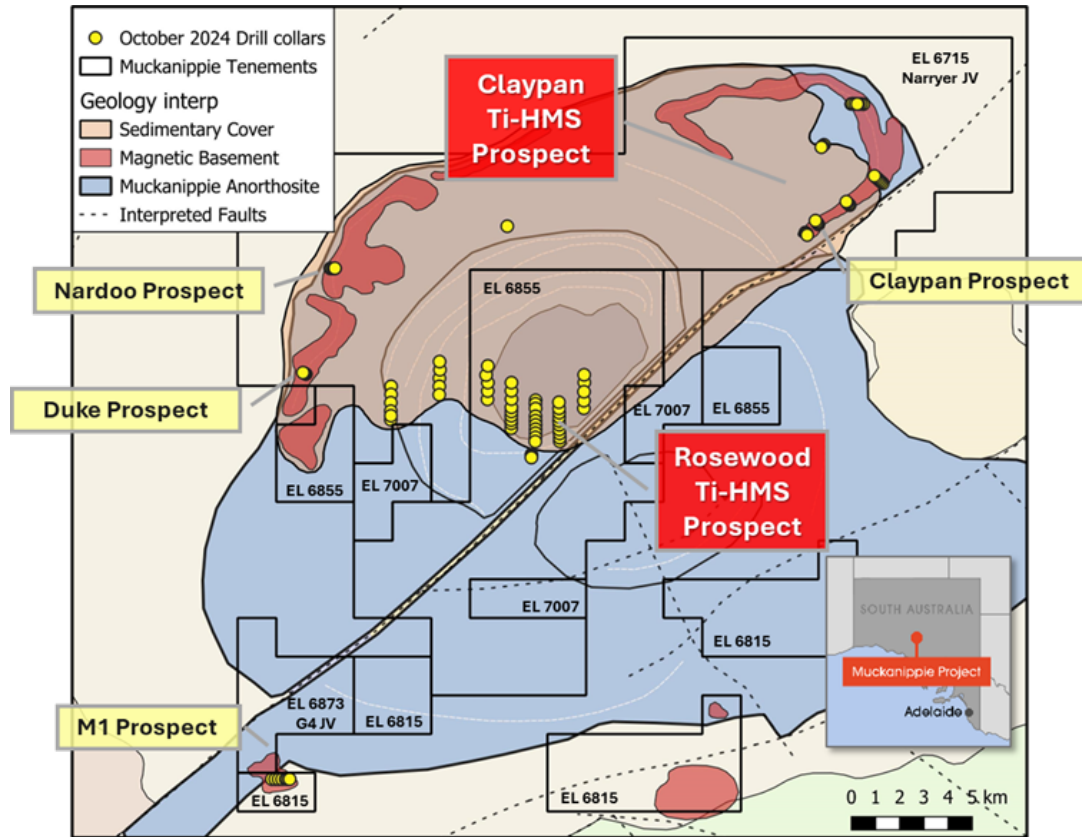 October 2024 Drill collars
Muckanippie Tenements
Geology interp
Sedimentary Cover
Magnetic Basement
Muckanippie Anorthosite
Interpreted Faults
EL 6715
Narryer JV
Claypan
Ti-HMS
Prospect
Nardoo Prospect
EL 6855
Claypan Prospect
Duke Prospect
EL 7007
EL 6855
EL 6855
EL 7007
Rosewood
Ti-HMS
Prospect
EL 7007
EL 6815
SOUTH AUSTRALIA
Muckanippie Project
Adelaide
M1 Prospect
EL 6873
G4 JV
EL 6815
EL 6815
EL 6815
0 1 2 3 4 5 km